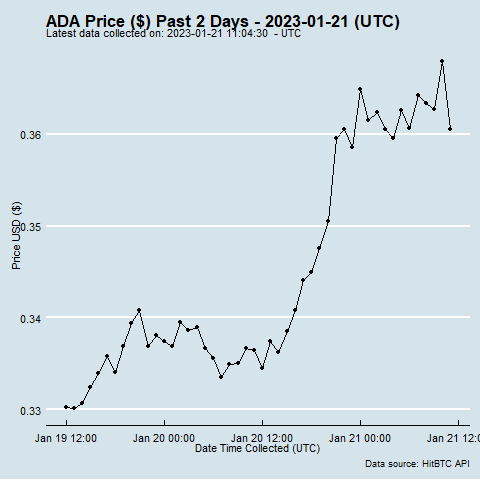 ADA Price ($) Past 2 Days - 2023-01-21 (UTC)
Latest data collected on: 2023-01-21 11:04:30 - UTC
0.36
0.35
0.34
0.33
Price USD ($)
Jan 19 12:00 Jan 20 00:00 Jan 20 12:00 Jan 21 00:00 Jan 21 12:0
Date Time Collected (UTC)
Data source: HitBTC API